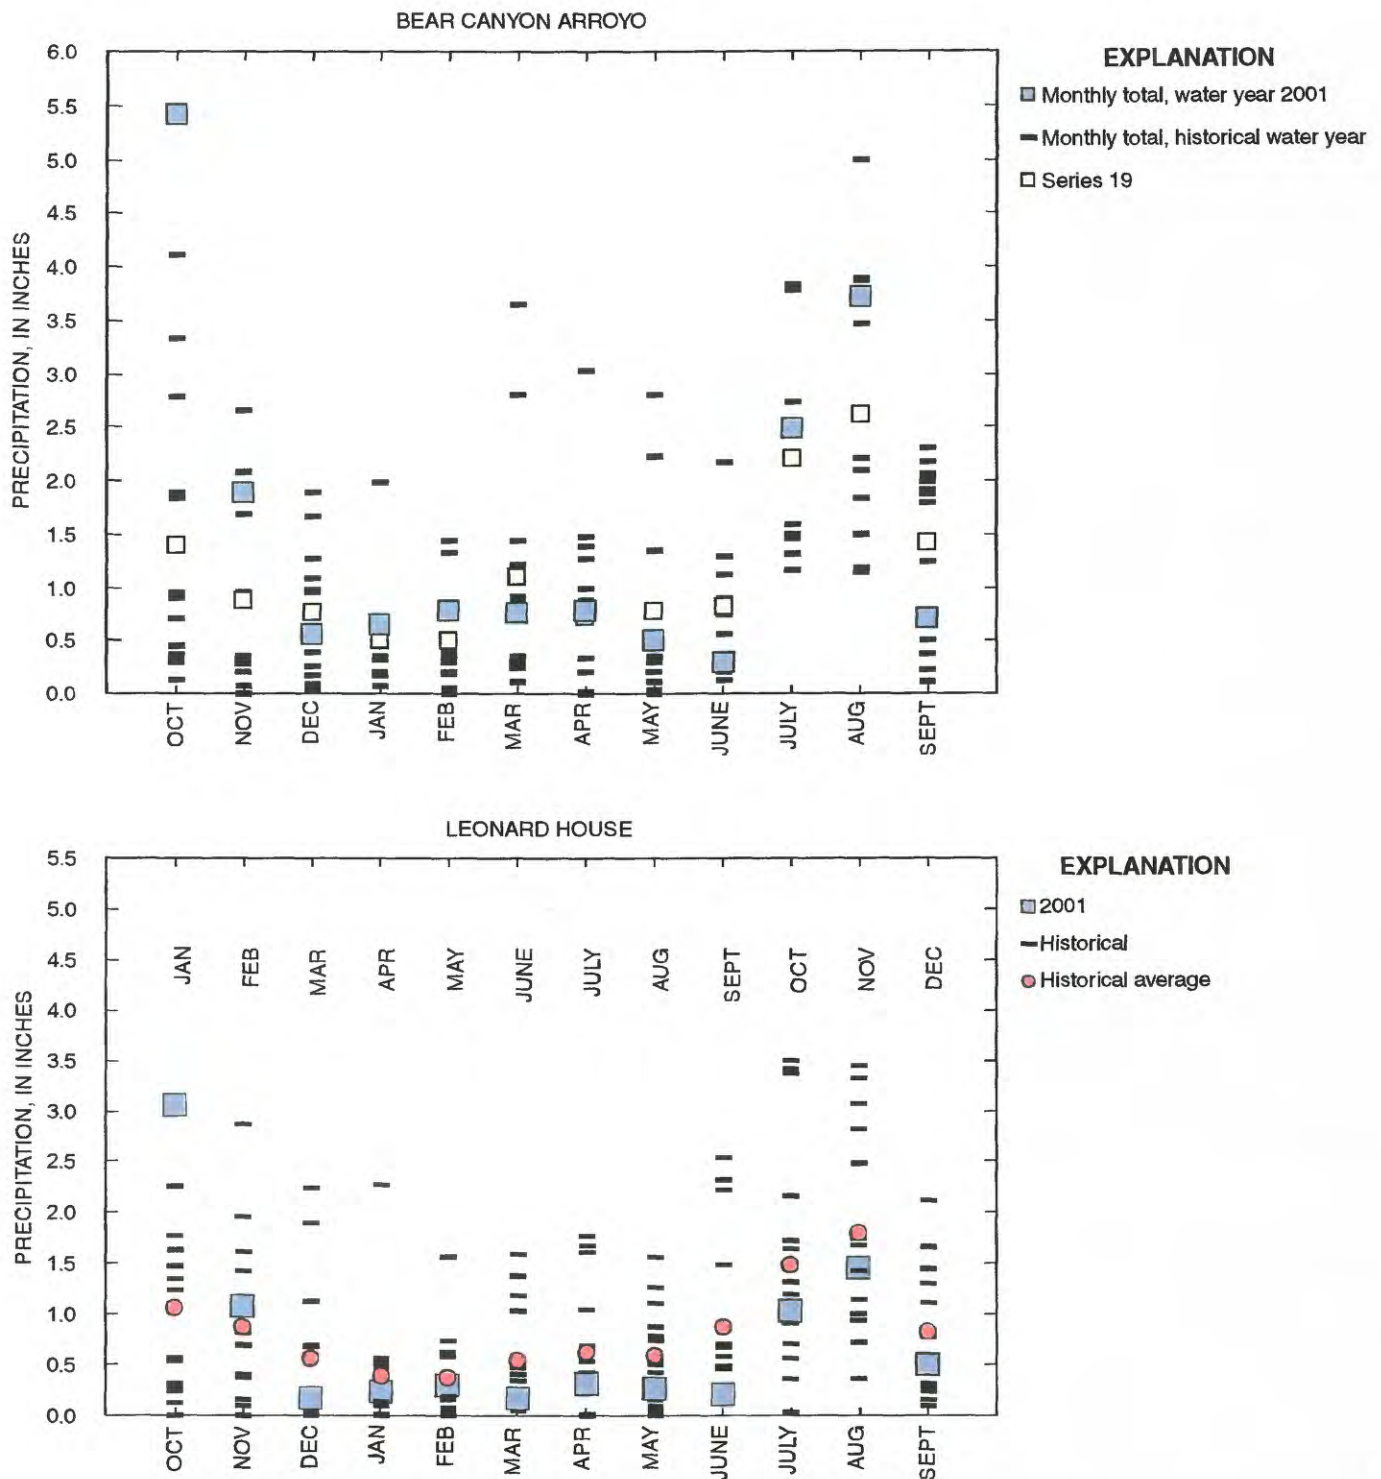 BEAR CANYON ARROYO
PRECIPITATION, IN INCHES
6.0
5.5
5.0
4.5
4.0
3.5
3.0
2.5
2.0
1.5
1.0
0.5
0.0
OCT NOV DEC JAN FEB MAR APR MAY JUNE JULY AUG SEPT
EXPLANATION
Monthly total, water year 2001
Monthly total, historical water year
Series 19
LEONARD HOUSE
PRECIPITATION, IN INCHES
5.5
5.0
4.5
4.0
3.5
3.0
2.5
2.0
1.5
1.0
0.5
0.0
JAN FEB MAR APR MAY JUNE JULY AUG SEPT OCT NOV DEC
OCT NOV DEC JAN FEB MAR APR MAY JUNE JULY AUG SEPT
EXPLANATION
2001
Historical
Historical average